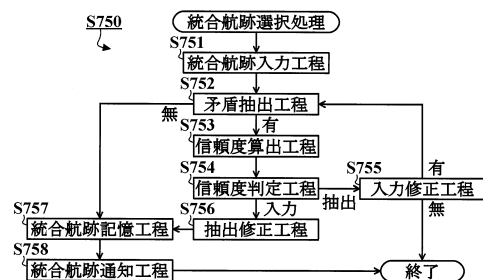 S750
統合航跡選択処理
S751
統合航跡入力工程
S752
矛盾抽出工程
無
有
S753
信頼度算出工程
S754
信頼度判定工程
抽出
入力
S755
入力修正工程
有
無
S756
抽出修正工程
S757
統合航跡記憶工程
S758
統合航跡通知工程
終了